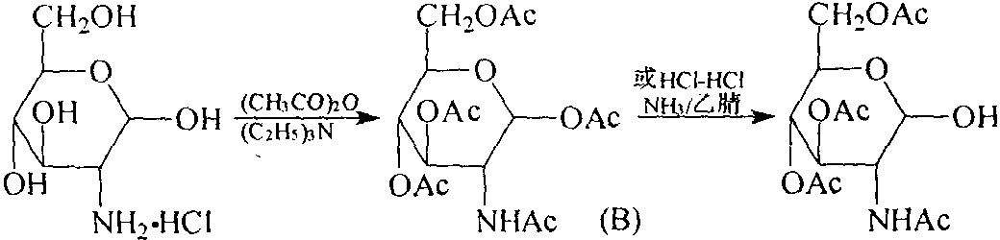 CH₂OH
O
OH
OH
OH
NH₂•HCl
(CH₃CO)₂O
(C₂H₅)₃N
CH₂OAc
O
OAc
OAc
OAc
NHAc
(B)
或HCl-HCl
NH₃/乙腈
CH₂OAc
O
OAc
OH
OAc
NHAc